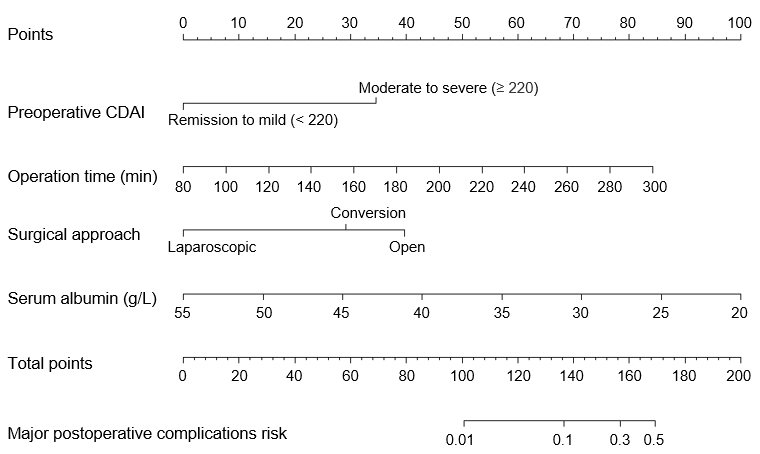 Points 0 10 20 30 40 50 60 70 80 90 100
Moderate to severe (≥ 220)
Preoperative CDAI
Remission to mild (< 220)
Operation time (min)
80 100 120 140 160 180 200 220 240 260 280 300
Conversion
Surgical approach
Laparoscopic Open
Serum albumin (g/L)
55 50 45 40 35 30 25 20
Total points
0 20 40 60 80 100 120 140 160 180 200
Major postoperative complications risk
0.01 0.1 0.3 0.5